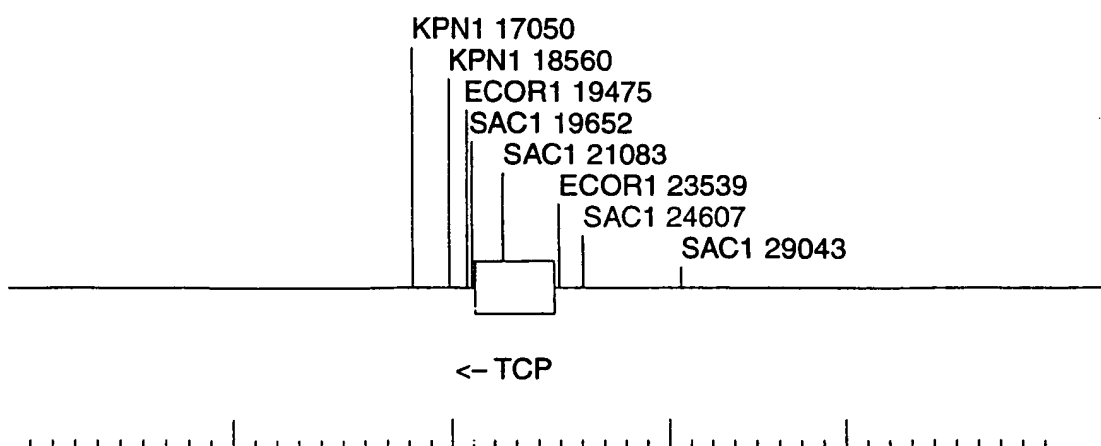 KPN1 17050
KPN1 18560
ECOR1 19475
SAC1 19652
SAC1 21083
ECOR1 23539
SAC1 24607
SAC1 29043
<– TCP